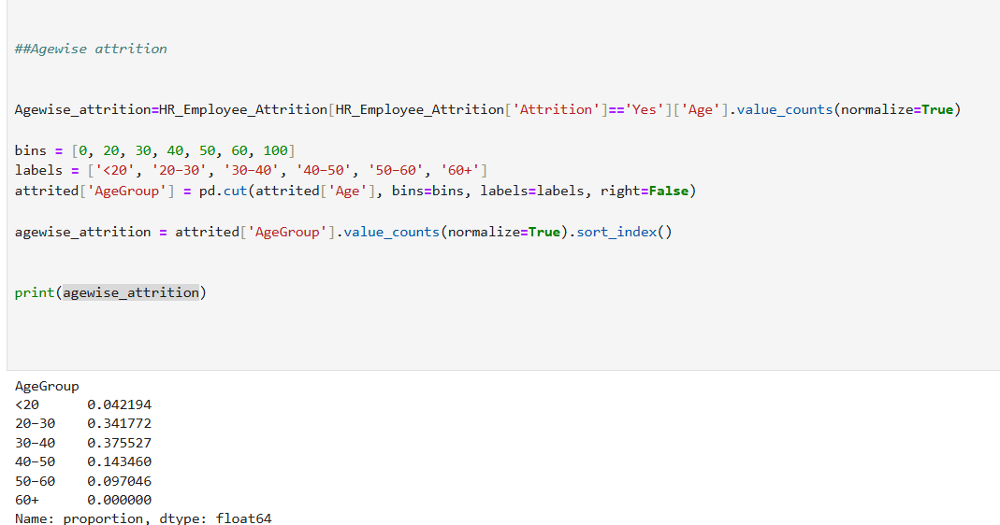 ##Agewise attrition
Agewise_attrition=HR_Employee_Attrition[HR_Employee_Attrition['Attrition']=='Yes']['Age'].value_counts(normalize=True)
bins = [0, 20, 30, 40, 50, 60, 100]
labels = ['<20', '20-30', '30-40', '40-50', '50-60', '60+']
attrited['AgeGroup'] = pd.cut(attrited['Age'], bins=bins, labels=labels, right=False)
agewise_attrition = attrited['AgeGroup'].value_counts(normalize=True).sort_index()
print(agewise_attrition)
AgeGroup
<20      0.042194
20-30    0.341772
30-40    0.375527
40-50    0.143460
50-60    0.097046
60+      0.000000
Name: proportion, dtype: float64